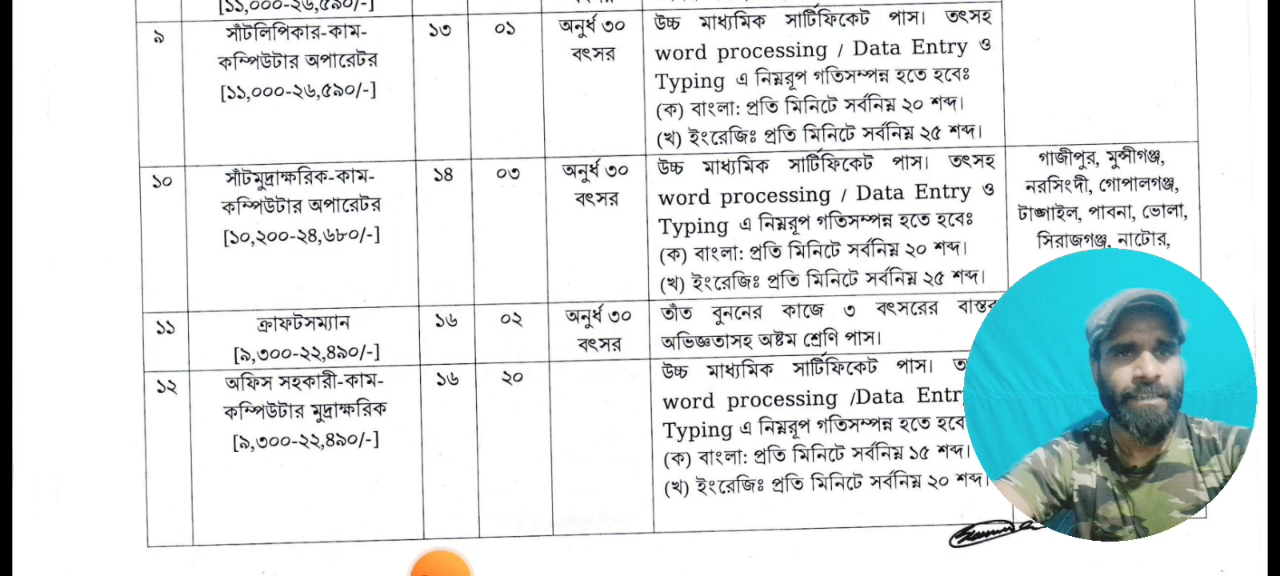 [১১,০০০-২৬,৫৯০/-]
৯
সাঁটলিপিকার-কাম-
কম্পিউটার অপারেটর
[১১,০০০-২৬,৫৯০/-]
১৩
০১
অনুর্ধ ৩০
বৎসর
উচ্চ মাধ্যমিক সার্টিফিকেট পাস। তৎসহ
word processing / Data Entry ও
Typing এ নিম্নরূপ গতিসম্পন্ন হতে হবেঃ
(ক) বাংলা: প্রতি মিনিটে সর্বনিম্ন ২০ শব্দ।
(খ) ইংরেজিঃ প্রতি মিনিটে সর্বনিম্ন ২৫ শব্দ।
১০
সাঁটমুদ্রাক্ষরিক-কাম-
কম্পিউটার অপারেটর
[১০,২০০-২৪,৬৮০/-]
১৪
০৩
অনুর্ধ ৩০
বৎসর
উচ্চ মাধ্যমিক সার্টিফিকেট পাস। তৎসহ
word processing / Data Entry ও
Typing এ নিম্নরূপ গতিসম্পন্ন হতে হবেঃ
(ক) বাংলা: প্রতি মিনিটে সর্বনিম্ন ২০ শব্দ।
(খ) ইংরেজিঃ প্রতি মিনিটে সর্বনিম্ন ২৫ শব্দ।
গাজীপুর, মুন্সীগঞ্জ,
নরসিংদী, গোপালগঞ্জ,
টাঙ্গাইল, পাবনা, ভোলা,
সিরাজগঞ্জ, নাটোর,
১১
ক্রাফটসম্যান
[৯,৩০০-২২,৪৯০/-]
১৬
০২
অনুর্ধ ৩০
বৎসর
তাঁত বুননের কাজে ৩ বৎসরের বাস্তব
অভিজ্ঞতাসহ অষ্টম শ্রেণি পাস।
১২
অফিস সহকারী-কাম-
কম্পিউটার মুদ্রাক্ষরিক
[৯,৩০০-২২,৪৯০/-]
১৬
২০
উচ্চ মাধ্যমিক সার্টিফিকেট পাস।
word processing /Data Entry
Typing এ নিম্নরূপ গতিসম্পন্ন হতে হবে
(ক) বাংলা: প্রতি মিনিটে সর্বনিম্ন ১৫ শব্দ।
(খ) ইংরেজিঃ প্রতি মিনিটে সর্বনিম্ন ২০ শব্দ।